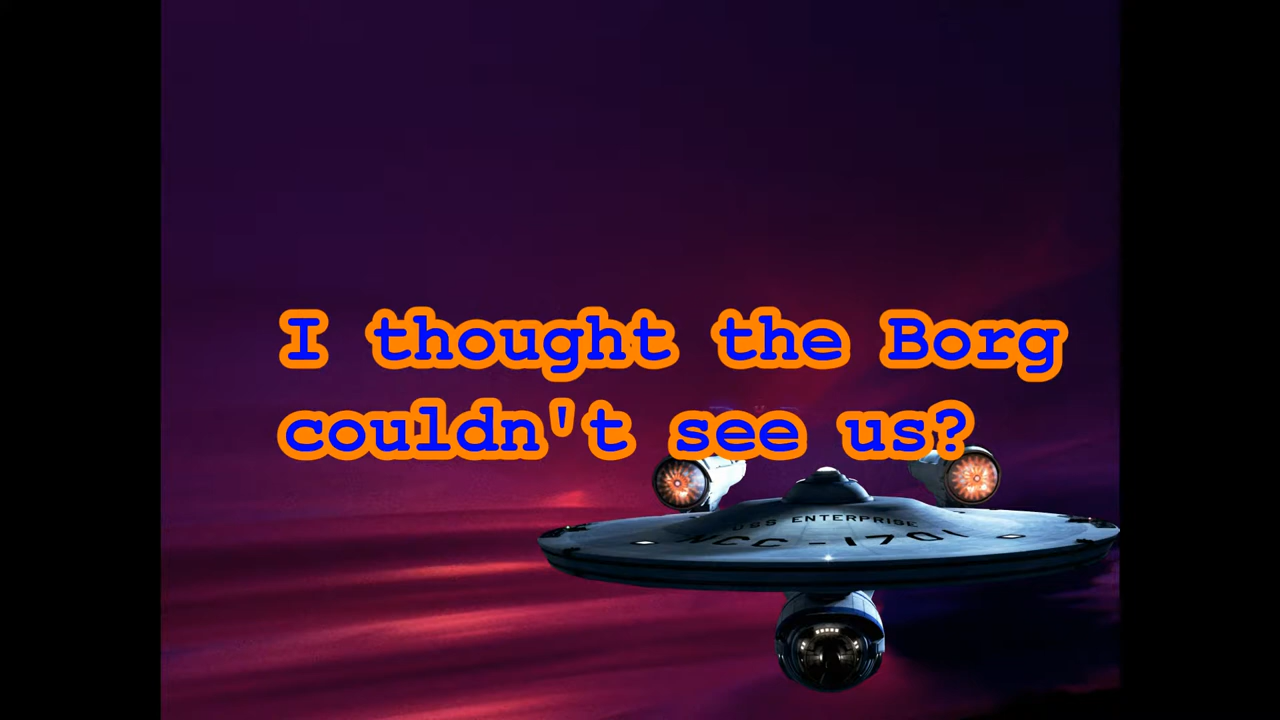 I thought the Borg
couldn't see us?
USS ENTERPRISE
NCC-1701